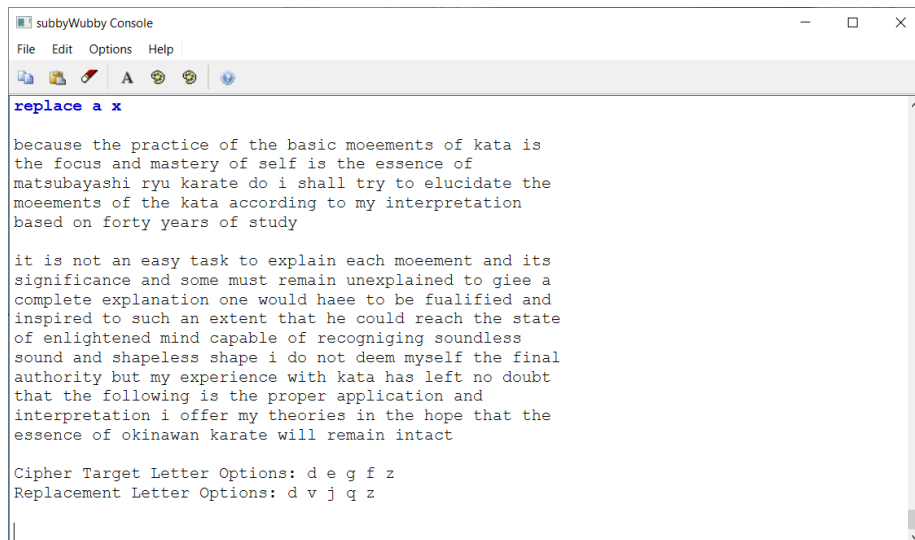 subbyWubby Console
File Edit Options Help
A
replace a x
because the practice of the basic moeements of kata is
the focus and mastery of self is the essence of
matsubayashi ryu karate do i shall try to elucidate the
moeements of the kata according to my interpretation
based on forty years of study
it is not an easy task to explain each moeement and its
significance and some must remain unexplained to giee a
complete explanation one would haee to be fualified and
inspired to such an extent that he could reach the state
of enlightened mind capable of recogniging soundless
sound and shapeless shape i do not deem myself the final
authority but my experience with kata has left no doubt
that the following is the proper application and
interpretation i offer my theories in the hope that the
essence of okinawan karate will remain intact
Cipher Target Letter Options: d e g f z
Replacement Letter Options: d v j q z